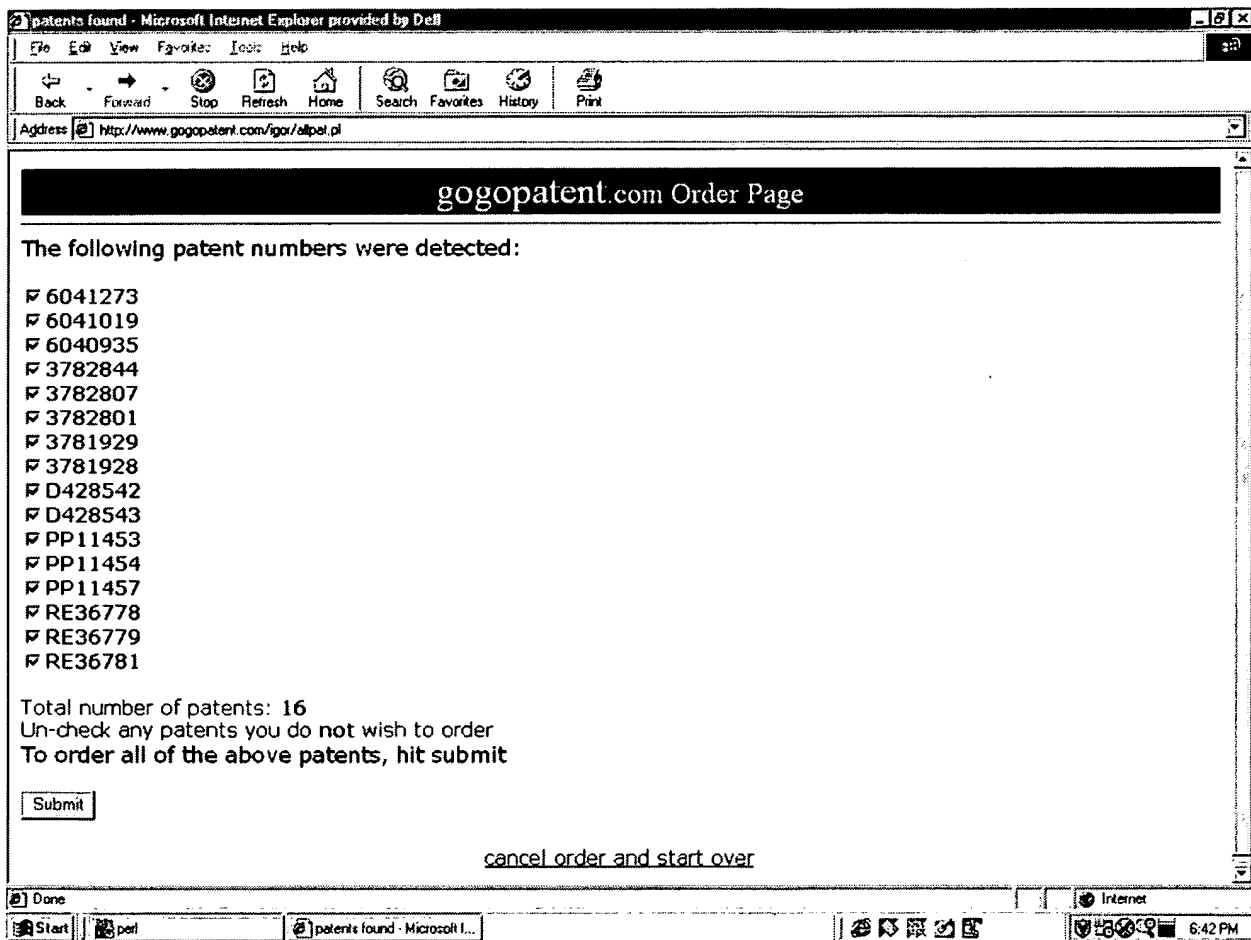 patents found - Microsoft Internet Explorer provided by Dell
File Edit View Favorites Tools Help
Back Forward Stop Refresh Home Search Favorites History Print
Address http://www.gogopatent.com/igor/allpat.pl
gogopatent.com Order Page
The following patent numbers were detected:
6041273
6041019
6040935
3782844
3782807
3782801
3781929
3781928
D428542
D428543
PP11453
PP11454
PP11457
RE36778
RE36779
RE36781
Total number of patents: 16
Un-check any patents you do not wish to order
To order all of the above patents, hit submit
Submit
cancel order and start over
Done Internet
Start perl patents found - Microsoft I... 6:42 PM